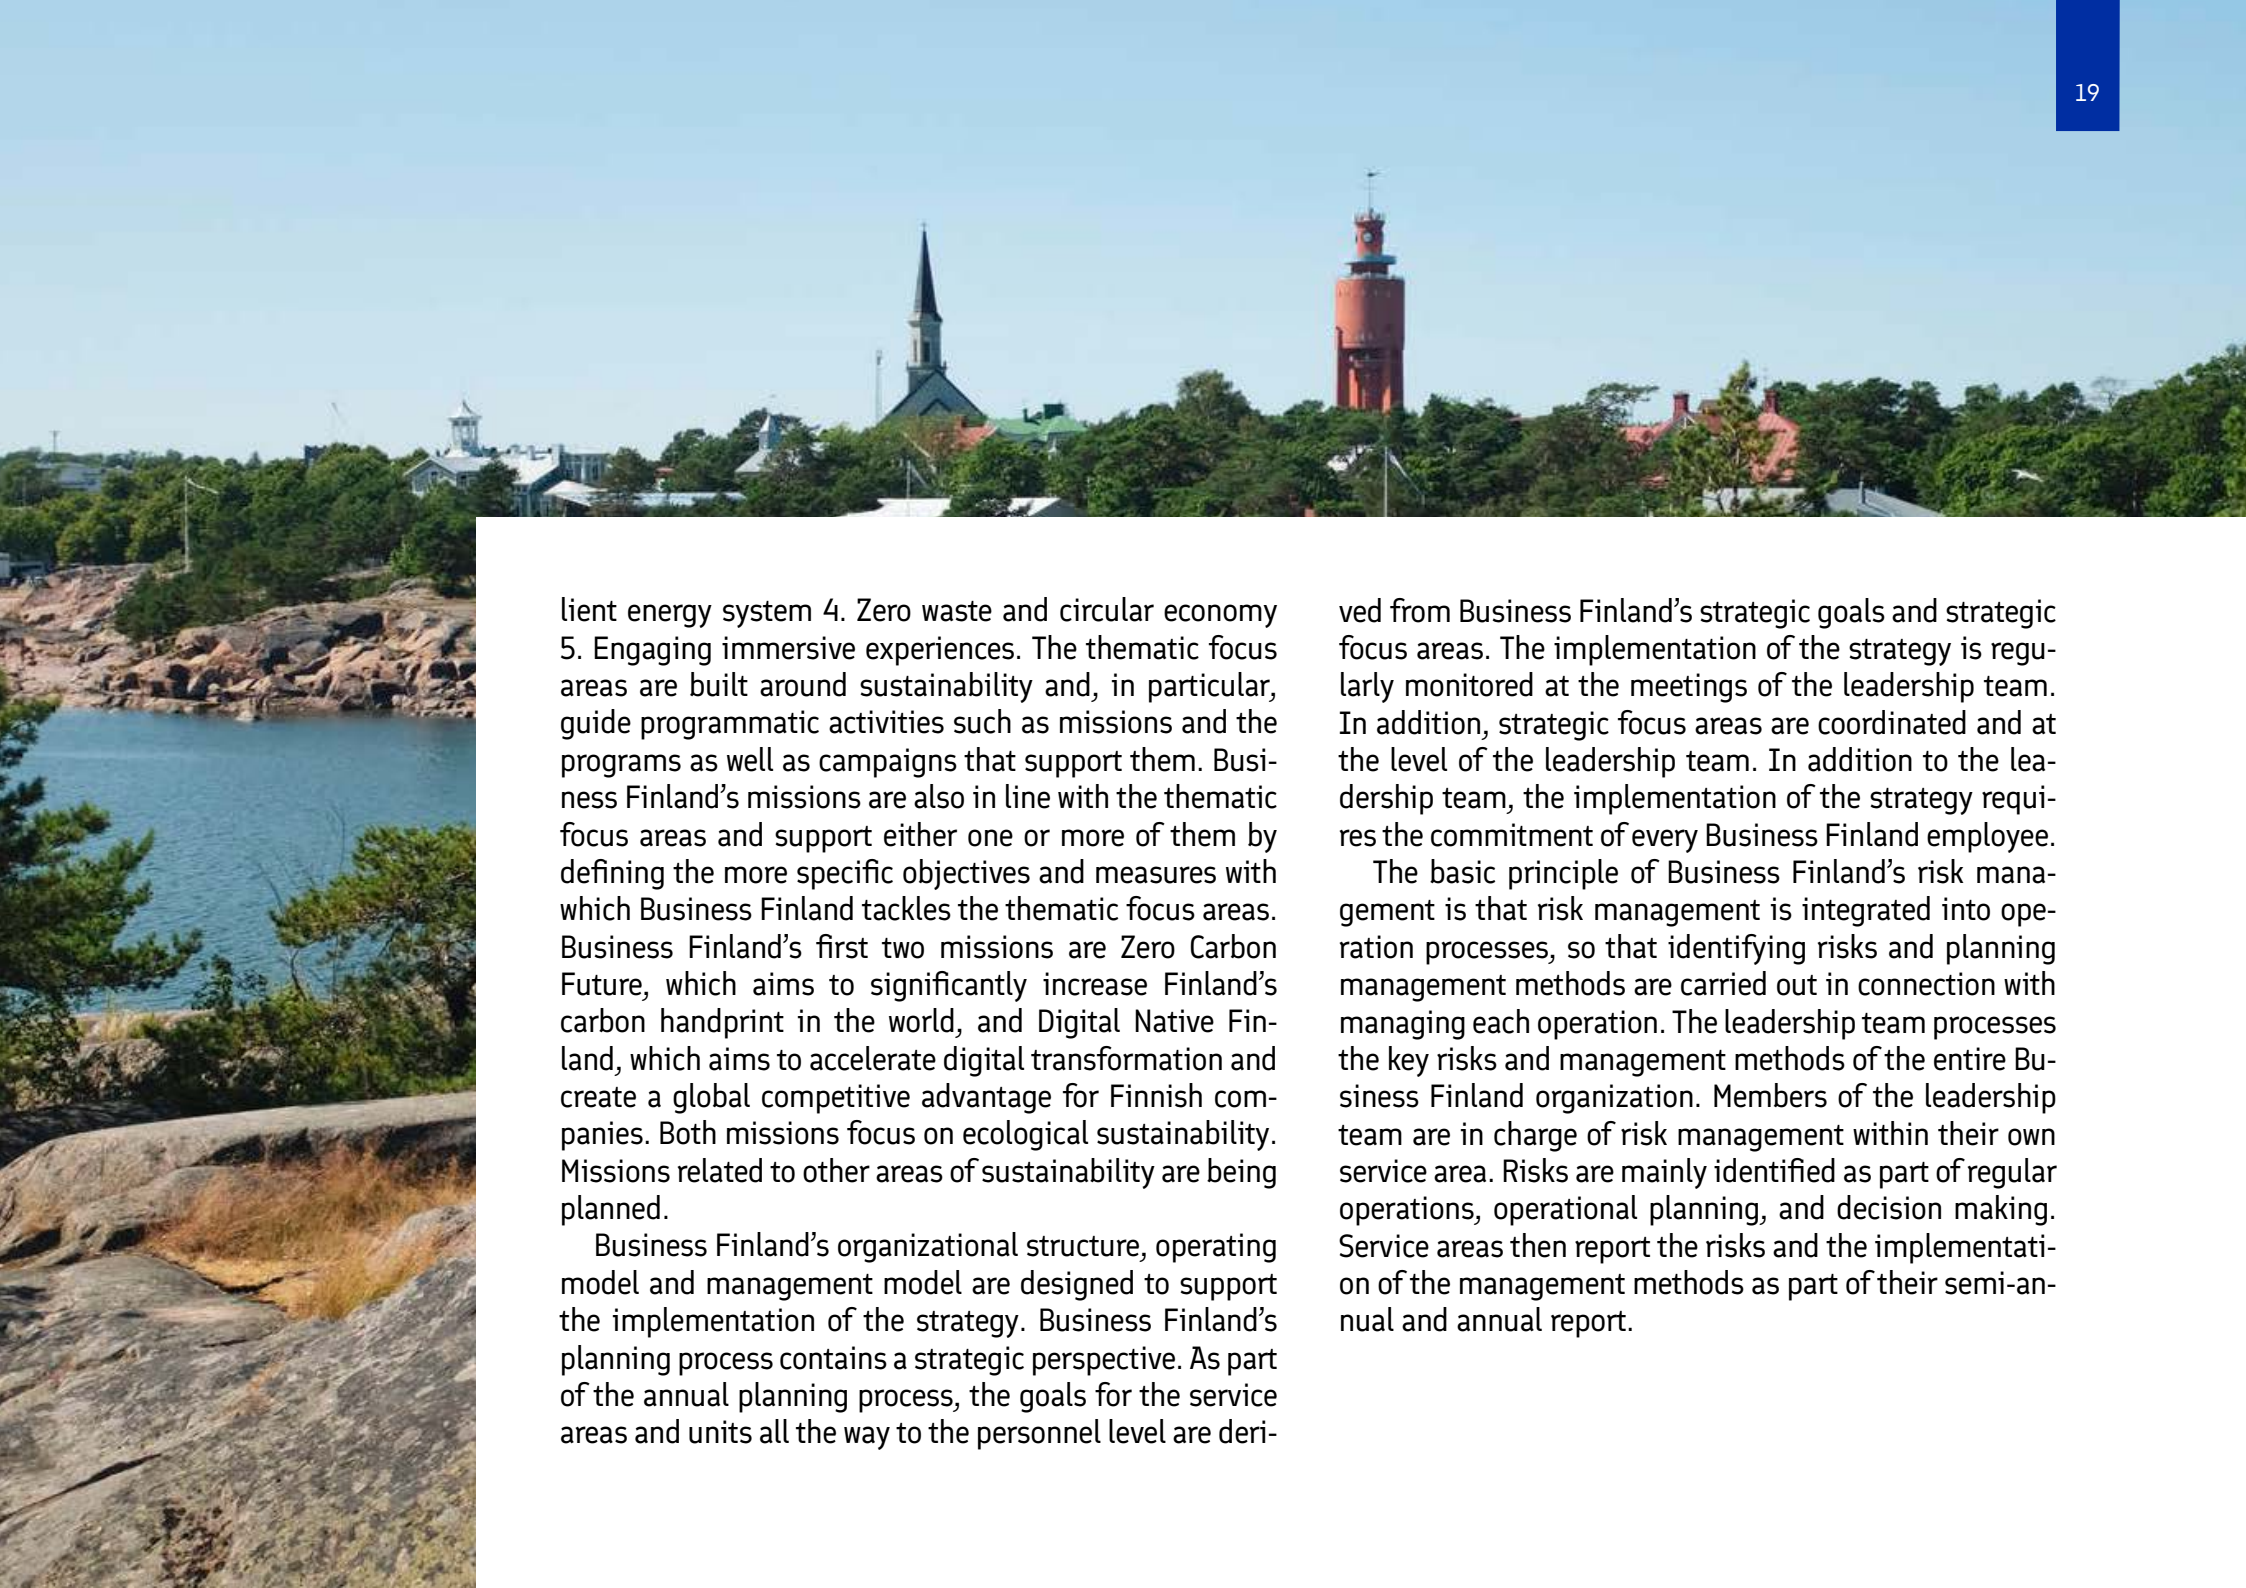 19
lient energy system 4. Zero waste and circular economy
5. Engaging immersive experiences. The thematic focus
areas are built around sustainability and, in particular,
guide programmatic activities such as missions and the
programs as well as campaigns that support them. Busi-
ness Finland’s missions are also in line with the thematic
focus areas and support either one or more of them by
defining the more specific objectives and measures with
which Business Finland tackles the thematic focus areas.
Business Finland’s first two missions are Zero Carbon
Future, which aims to significantly increase Finland’s
carbon handprint in the world, and Digital Native Fin-
land, which aims to accelerate digital transformation and
create a global competitive advantage for Finnish com-
panies. Both missions focus on ecological sustainability.
Missions related to other areas of sustainability are being
planned.
Business Finland’s organizational structure, operating
model and management model are designed to support
the implementation of the strategy. Business Finland’s
planning process contains a strategic perspective. As part
of the annual planning process, the goals for the service
areas and units all the way to the personnel level are deri-
ved from Business Finland’s strategic goals and strategic
focus areas. The implementation of the strategy is regu-
larly monitored at the meetings of the leadership team.
In addition, strategic focus areas are coordinated and at
the level of the leadership team. In addition to the lea-
dership team, the implementation of the strategy requi-
res the commitment of every Business Finland employee.
The basic principle of Business Finland’s risk mana-
gement is that risk management is integrated into ope-
ration processes, so that identifying risks and planning
management methods are carried out in connection with
managing each operation. The leadership team processes
the key risks and management methods of the entire Bu-
siness Finland organization. Members of the leadership
team are in charge of risk management within their own
service area. Risks are mainly identified as part of regular
operations, operational planning, and decision making.
Service areas then report the risks and the implementati-
on of the management methods as part of their semi-an-
nual and annual report.